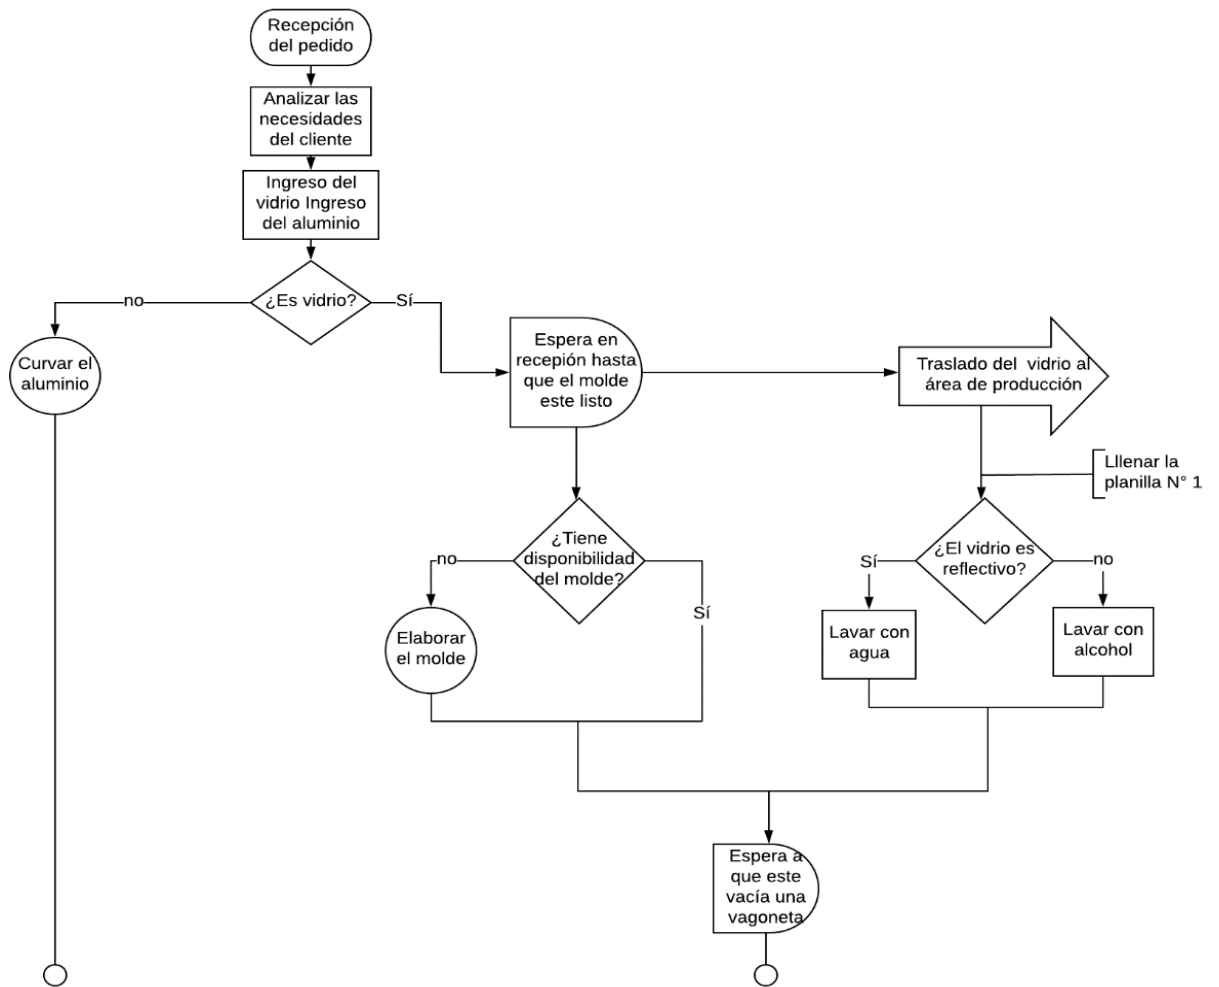 Recepción
del pedido
Analizar las
necesidades
del cliente
Ingreso del
vidrio Ingreso
del aluminio
¿Es vidrio?
no
Sí
Curvar el
aluminio
Espera en
recepión hasta
que el molde
este listo
Traslado del vidrio al
área de producción
Lllenar la
planilla N° 1
¿Tiene
disponibilidad
del molde?
no
Sí
Elaborar
el molde
¿El vidrio es
reflectivo?
Sí
no
Lavar con
agua
Lavar con
alcohol
Espera a
que este
vacía una
vagoneta